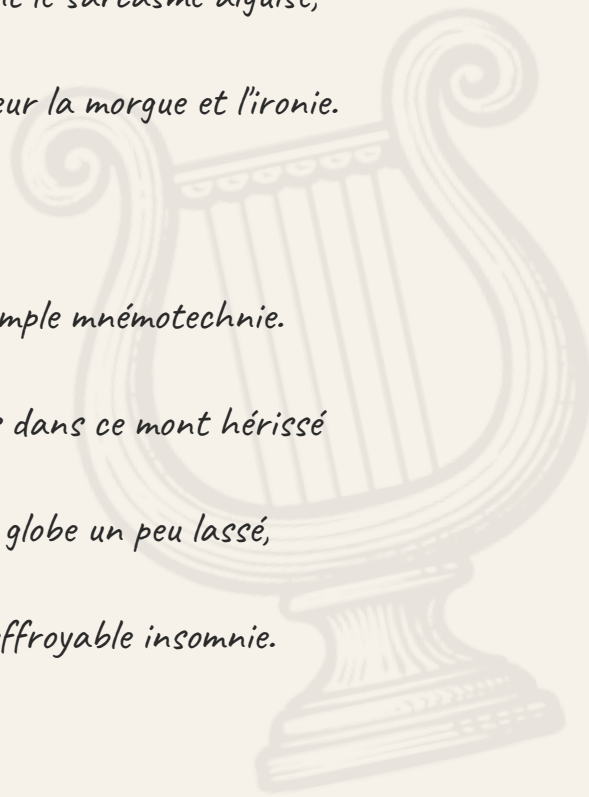 le sarcasme aiguisé,
la morgue et l'ironie.
mnémotechnie.
dans ce mont hérissé
globe un peu lassé,
insomnie.